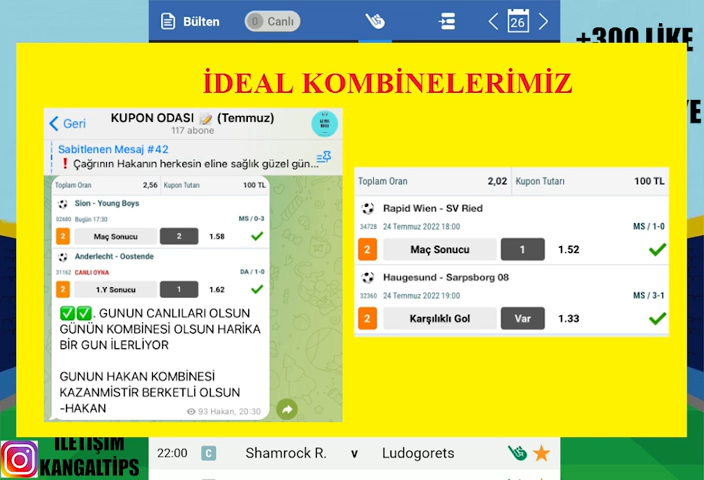 Bülten
0 Canlı
26
+300 LİKE
İDEAL KOMBİNELERİMİZ
Geri
KUPON ODASI 📝 (Temmuz)
117 abone
Sabitlenen Mesaj #42
❗ Çağrının Hakanın herkesin eline sağlık güzel gün...
Toplam Oran 2,56 Kupon Tutarı 100 TL
Sion - Young Boys
32680 Bugün 17:30 MS / 0-3
2 Maç Sonucu 2 1.58
Anderlecht - Oostende
31162 CANLI OYNA DA / 1-0
2 1.Y Sonucu 1 1.62
✅✅. GUNUN CANLILARI OLSUN
GÜNÜN KOMBİNESİ OLSUN HARİKA
BİR GUN İLERLİYOR
GUNUN HAKAN KOMBİNESİ
KAZANMİSTİR BERKETLİ OLSUN
-HAKAN
93 Hakan, 20:30
Toplam Oran 2,02 Kupon Tutarı 100 TL
Rapid Wien - SV Ried
34728 24 Temmuz 2022 18:00 MS / 1-0
2 Maç Sonucu 1 1.52
Haugesund - Sarpsborg 08
32360 24 Temmuz 2022 19:00 MS / 3-1
2 Karşılıklı Gol Var 1.33
İLETİŞİM
KANGALTİPS
22:00 C Shamrock R. v Ludogorets
Bülten